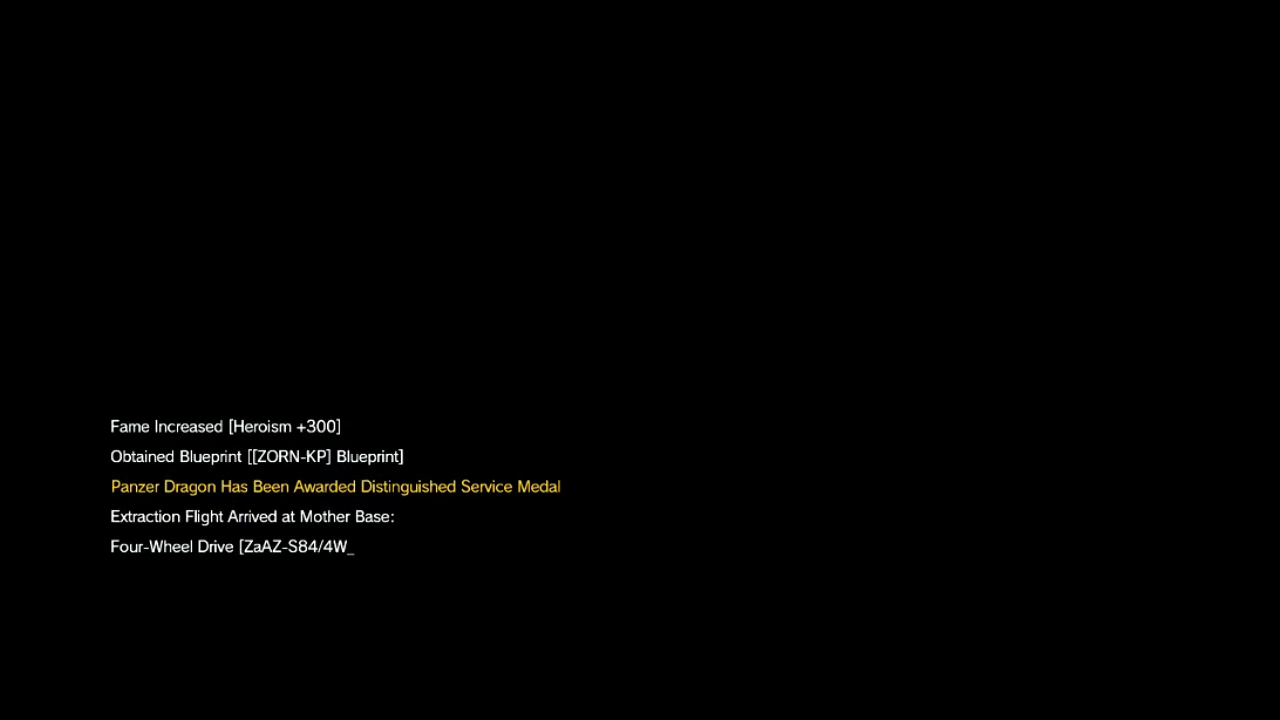 Fame Increased [Heroism +300]
Obtained Blueprint [[ZORN-KP] Blueprint]
Panzer Dragon Has Been Awarded Distinguished Service Medal
Extraction Flight Arrived at Mother Base:
Four-Wheel Drive [ZaAZ-S84/4W_